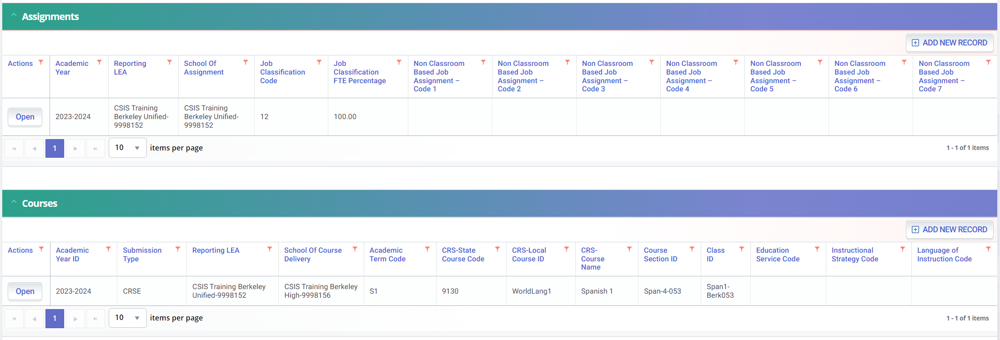 Assignments
ADD NEW RECORD
Actions
Academic
Year
Reporting
LEA
School Of
Assignment
Job
Classification
Code
Job
Classification
FTE Percentage
Non Classroom
Based Job
Assignment –
Code 1
Non Classroom
Based Job
Assignment –
Code 2
Non Classroom
Based Job
Assignment –
Code 3
Non Classroom
Based Job
Assignment –
Code 4
Non Classroom
Based Job
Assignment –
Code 5
Non Classroom
Based Job
Assignment –
Code 6
Non Classroom
Based Job
Assignment –
Code 7
Open
2023-2024
CSIS Training
Berkeley Unified-
9998152
CSIS Training
Berkeley Unified-
9998152
12
100.00
1
10
items per page
1 - 1 of 1 items
Courses
ADD NEW RECORD
Actions
Academic
Year ID
Submission
Type
Reporting LEA
School Of Course
Delivery
Academic
Term Code
CRS-State
Course Code
CRS-Local
Course ID
CRS-
Course
Name
Course
Section ID
Class
ID
Education
Service Code
Instructional
Strategy Code
Language of
Instruction Code
Open
2023-2024
CRSE
CSIS Training Berkeley
Unified-9998152
CSIS Training Berkeley
High-9998156
S1
9130
WorldLang1
Spanish 1
Span-4-053
Span1-
Berk053
1
10
items per page
1 - 1 of 1 items